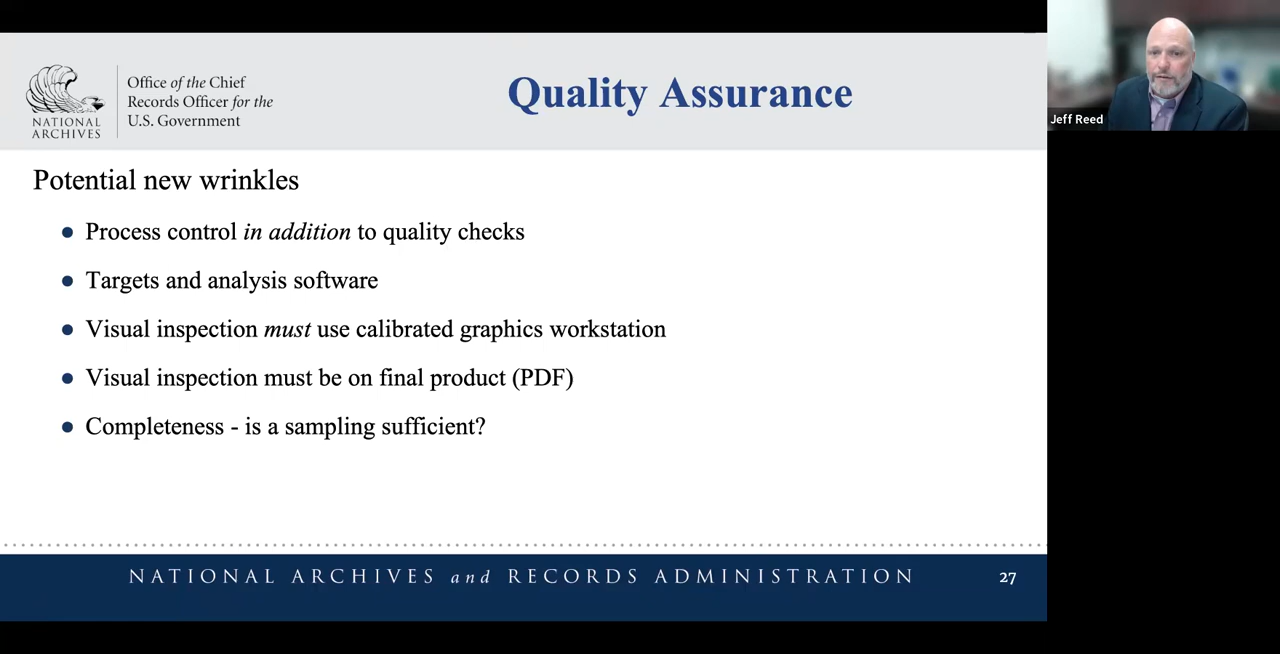 NATIONAL
ARCHIVES
Office of the Chief
Records Officer for the
U.S. Government
Quality Assurance
Jeff Reed
Potential new wrinkles
● Process control in addition to quality checks
● Targets and analysis software
● Visual inspection must use calibrated graphics workstation
● Visual inspection must be on final product (PDF)
● Completeness - is a sampling sufficient?
NATIONAL ARCHIVES and RECORDS ADMINISTRATION
27